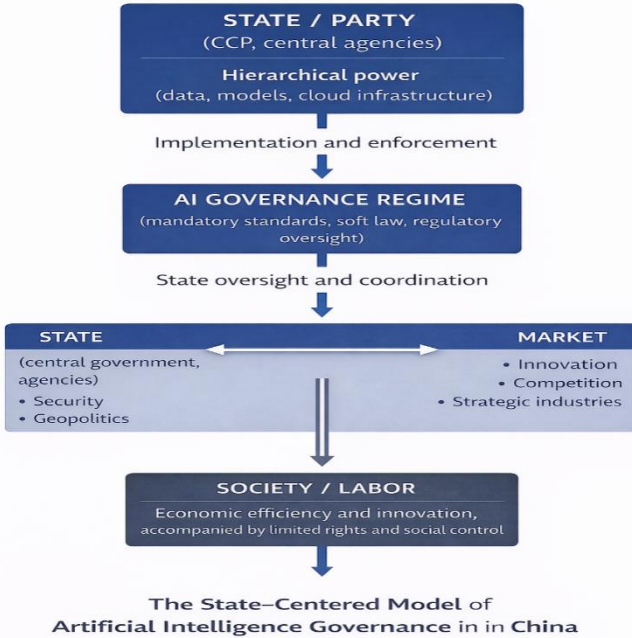 STATE / PARTY
(CCP, central agencies)
Hierarchical power
(data, models, cloud infrastructure)
Implementation and enforcement
AI GOVERNANCE REGIME
(mandatory standards, soft law, regulatory
oversight)
State oversight and coordination
STATE
(central government,
agencies)
• Security
• Geopolitics
MARKET
• Innovation
• Competition
• Strategic industries
SOCIETY / LABOR
Economic efficiency and innovation,
accompanied by limited rights and social control
The State–Centered Model of
Artificial Intelligence Governance in in China